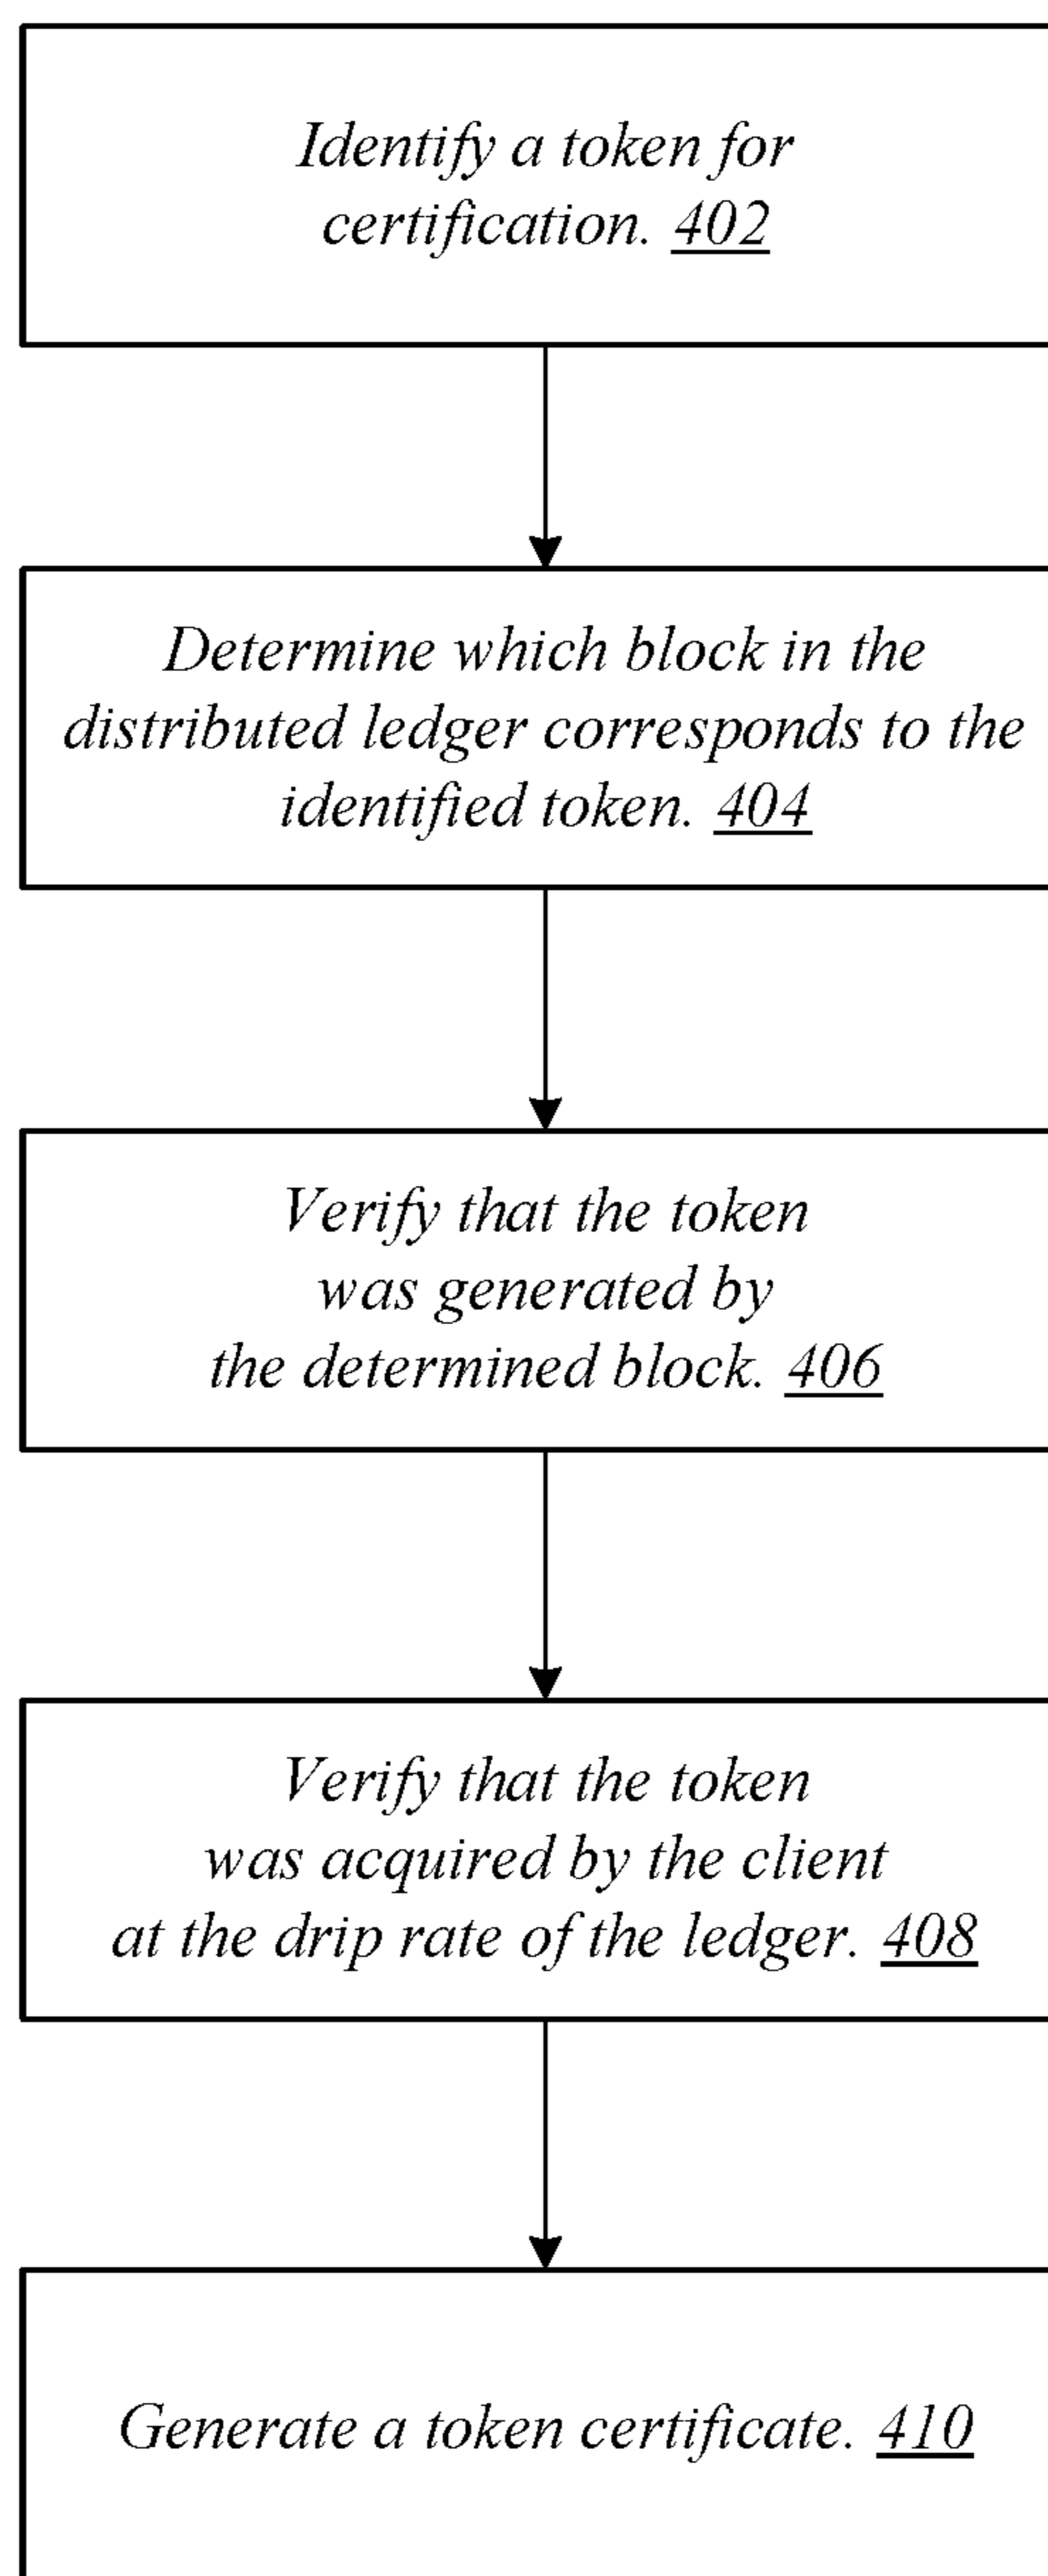 Identify a token for
certification. 402
Determine which block in the
distributed ledger corresponds to the
identified token. 404
Verify that the token
was generated by
the determined block. 406
Verify that the token
was acquired by the client
at the drip rate of the ledger. 408
Generate a token certificate. 410